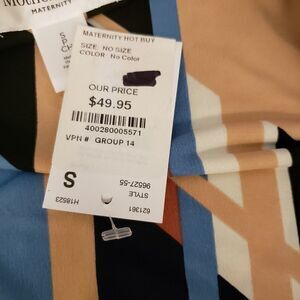 MATERNITY
MATERNITY HOT BUY
SIZE NO SIZE
COLOR No Color
OUR PRICE
$49.95
400280005571
VPN # GROUP 14
S
96527-55
STYLE
621361
H18523